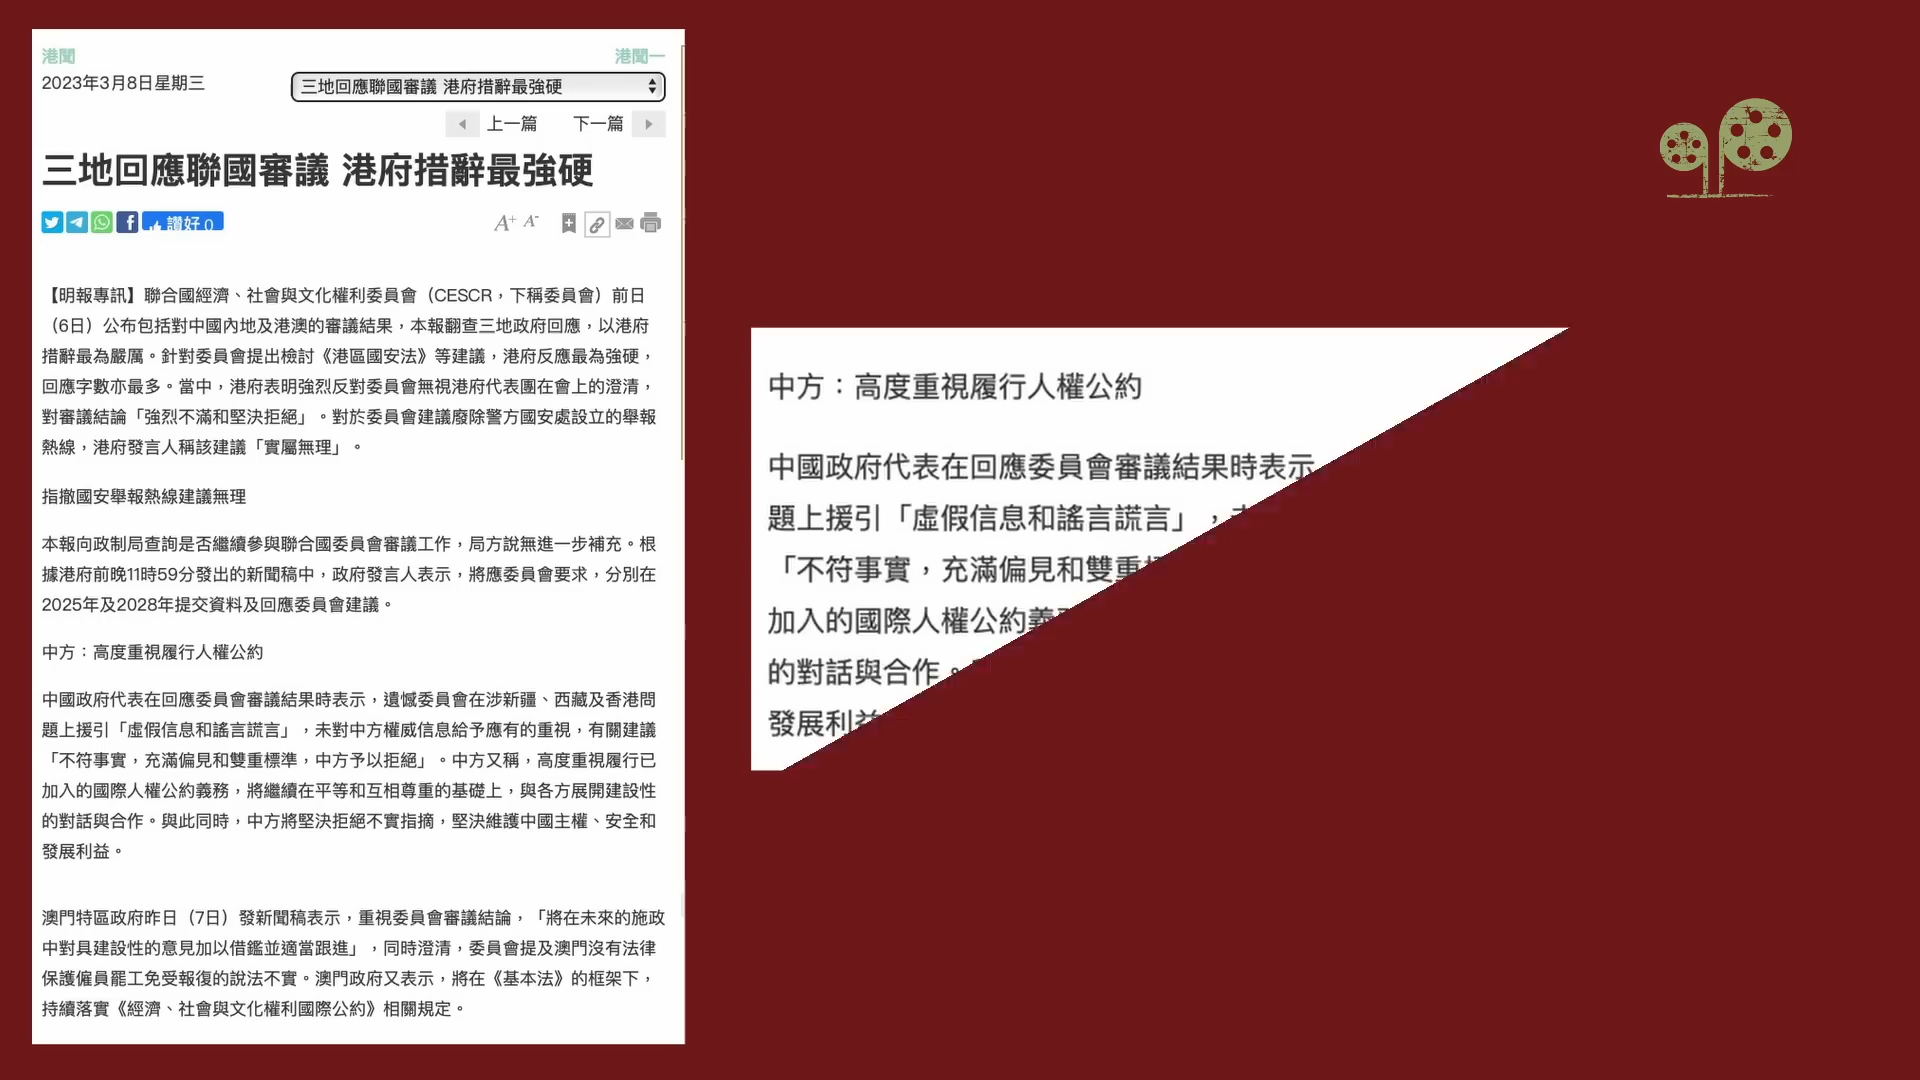 港聞
港聞一
2023年3月8日星期三
三地回應聯國審議 港府措辭最強硬
上一篇 下一篇
三地回應聯國審議 港府措辭最強硬
讚好 0
A+ A-
【明報專訊】聯合國經濟、社會與文化權利委員會（CESCR，下稱委員會）前日
（6日）公布包括對中國內地及港澳的審議結果，本報翻查三地政府回應，以港府
措辭最為嚴厲。針對委員會提出檢討《港區國安法》等建議，港府反應最為強硬，
回應字數亦最多。當中，港府表明強烈反對委員會無視港府代表團在會上的澄清，
對審議結論「強烈不滿和堅決拒絕」。對於委員會建議廢除警方國安處設立的舉報
熱線，港府發言人稱該建議「實屬無理」。
指撤國安舉報熱線建議無理
本報向政制局查詢是否繼續參與聯合國委員會審議工作，局方說無進一步補充。根
據港府前晚11時59分發出的新聞稿中，政府發言人表示，將應委員會要求，分別在
2025年及2028年提交資料及回應委員會建議。
中方：高度重視履行人權公約
中國政府代表在回應委員會審議結果時表示，遺憾委員會在涉新疆、西藏及香港問
題上援引「虛假信息和謠言謊言」，未對中方權威信息給予應有的重視，有關建議
「不符事實，充滿偏見和雙重標準，中方予以拒絕」。中方又稱，高度重視履行已
加入的國際人權公約義務，將繼續在平等和互相尊重的基礎上，與各方展開建設性
的對話與合作。與此同時，中方將堅決拒絕不實指摘，堅決維護中國主權、安全和
發展利益。
澳門特區政府昨日（7日）發新聞稿表示，重視委員會審議結論，「將在未來的施政
中對具建設性的意見加以借鑑並適當跟進」，同時澄清，委員會提及澳門沒有法律
保護僱員罷工免受報復的說法不實。澳門政府又表示，將在《基本法》的框架下，
持續落實《經濟、社會與文化權利國際公約》相關規定。
中方：高度重視履行人權公約
中國政府代表在回應委員會審議結果時表示
題上援引「虛假信息和謠言謊言」，
「不符事實，充滿偏見和雙重
加入的國際人權公約義
的對話與合作。
發展利